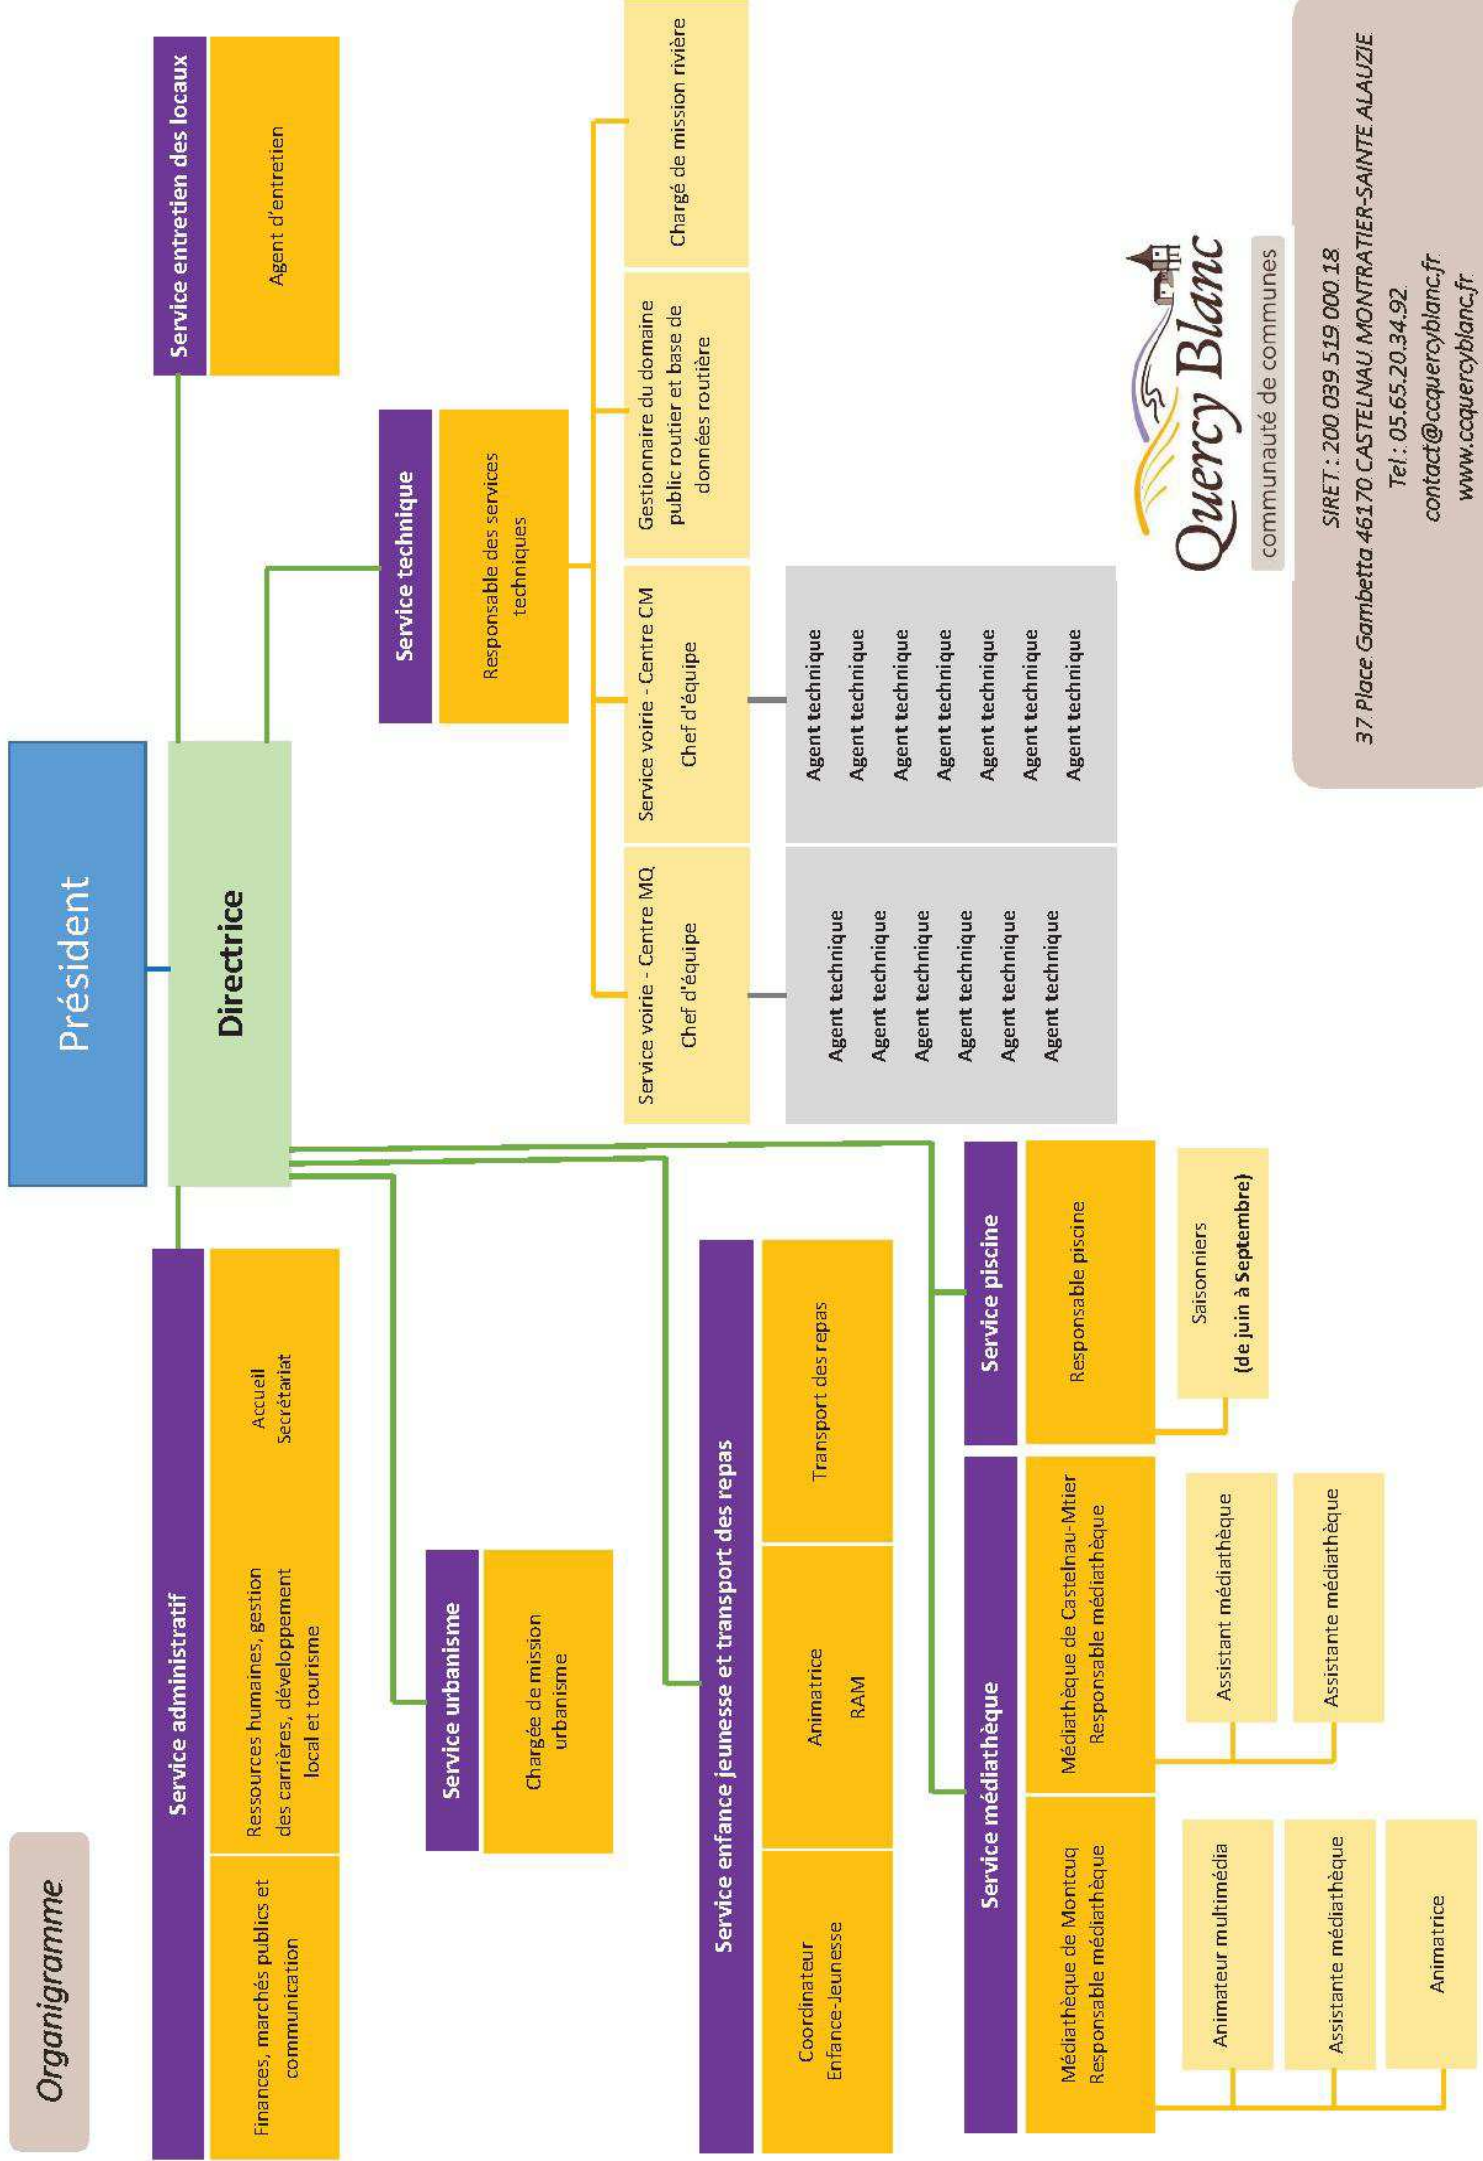 Organigramme
Président
Directrice
Service administratif
Finances, marchés publics et
communication
Ressources humaines, gestion
des carrières, développement
local et tourisme
Accueil
Secrétariat
Service entretien des locaux
Agent d'entretien
Service urbanisme
Chargée de mission
urbanisme
Service technique
Responsable des services
techniques
Service voirie - Centre MQ
Chef d'équipe
Service voirie - Centre CM
Chef d'équipe
Gestionnaire du domaine
public routier et base de
données routière
Chargé de mission rivière
Agent technique
Agent technique
Agent technique
Agent technique
Agent technique
Agent technique
Agent technique
Agent technique
Agent technique
Agent technique
Agent technique
Agent technique
Agent technique
Service enfance jeunesse et transport des repas
Coordinateur
Enfance-Jeunesse
Animatrice
RAM
Transport des repas
Service médiathèque
Médiathèque de Montcuq
Responsable médiathèque
Médiathèque de Castelnau-Mtier
Responsable médiathèque
Animateur multimédia
Assistante médiathèque
Animatrice
Assistant médiathèque
Assistante médiathèque
Service piscine
Responsable piscine
Saisonniers
(de juin à Septembre)
Quercy Blanc
communauté de communes
SIRET : 200 039 519 000 18
37 Place Gambetta 46170 CASTELNAU MONTRATIER-SAINTE ALAUZIE
Tel : 05.65.20.34.92
contact@ccquercyblanc.fr
www.ccquercyblanc.fr